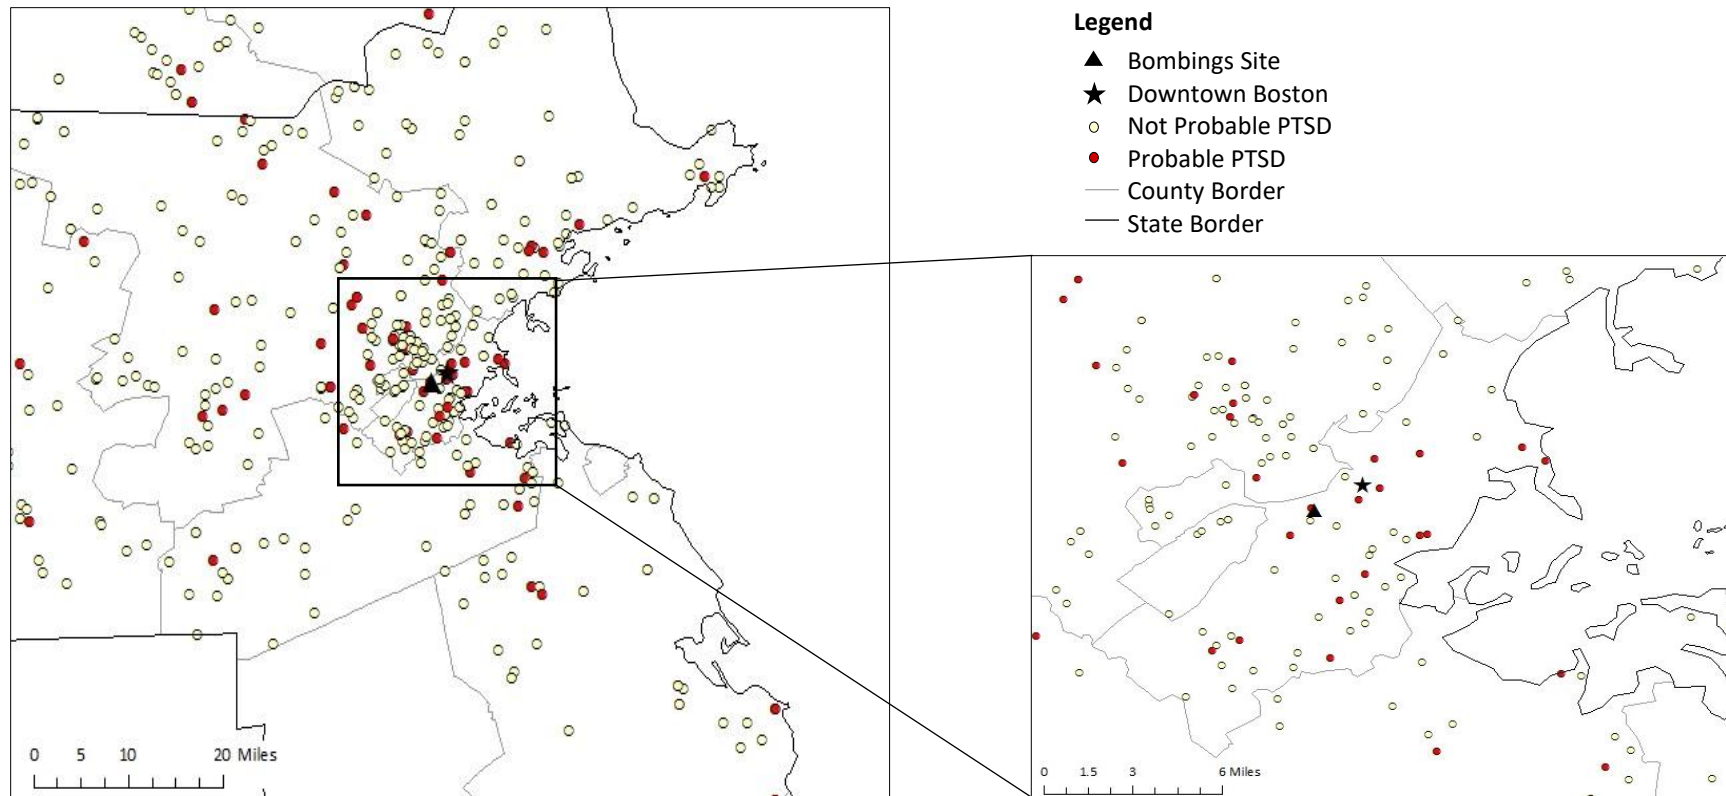 Legend
Bombings Site
Downtown Boston
Not Probable PTSD
Probable PTSD
County Border
State Border
0 5 10 20 Miles
0 1.5 3 6 Miles